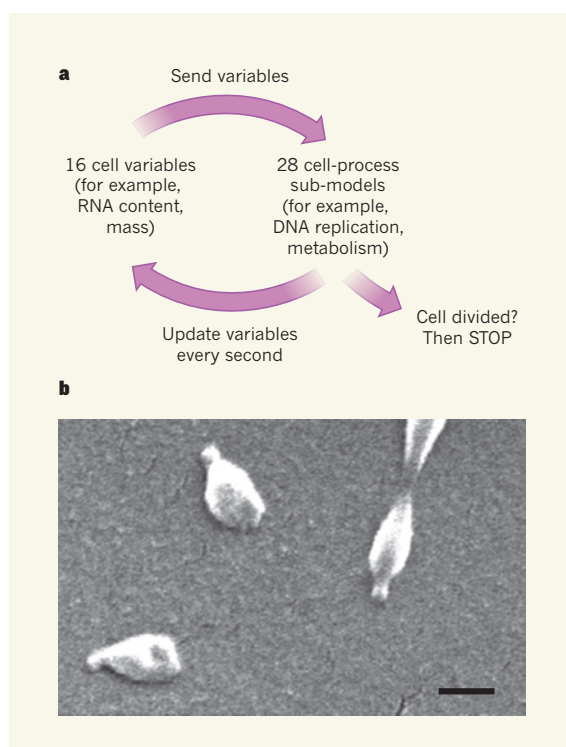 a
Send variables
16 cell variables
(for example,
RNA content,
mass)
28 cell-process
sub-models
(for example,
DNA replication,
metabolism)
Update variables
every second
Cell divided?
Then STOP
b